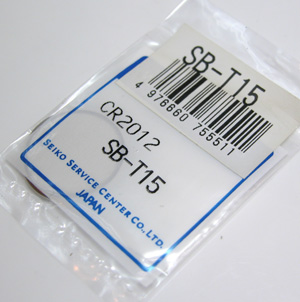 SB-T15
4 976660 755511
CR2012
SB-T15
SEIKO SERVICE CENTER CO., LTD.
JAPAN